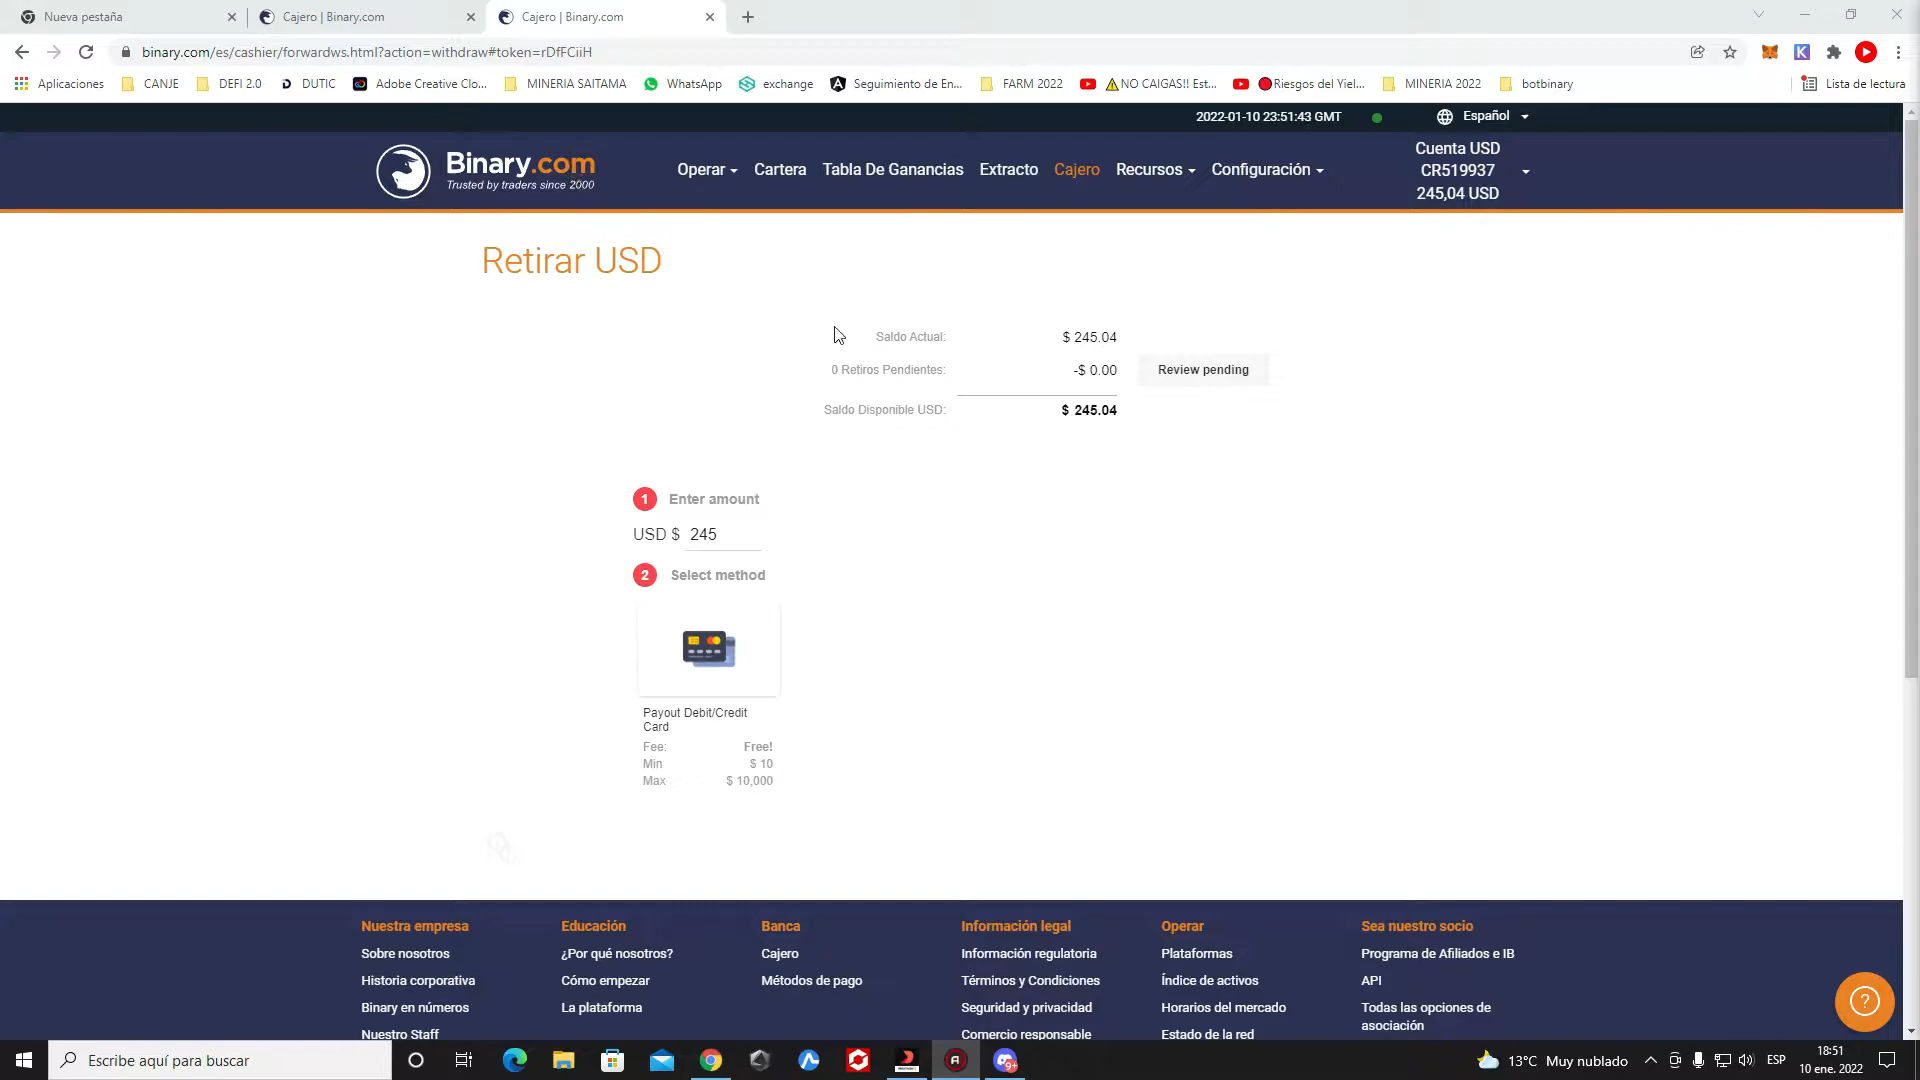 Nueva pestaña
Cajero | Binary.com
Cajero | Binary.com
binary.com/es/cashier/forwardws.html?action=withdraw#token=rDfFCiiH
Aplicaciones
CANJE
DEFI 2.0
DUTIC
Adobe Creative Clo...
MINERIA SAITAMA
WhatsApp
exchange
Seguimiento de En...
FARM 2022
NO CAIGAS!! Est...
Riesgos del Yiel...
MINERIA 2022
botbinary
Lista de lectura
2022-01-10 23:51:43 GMT
Español
Binary.com
Trusted by traders since 2000
Operar
Cartera
Tabla De Ganancias
Extracto
Cajero
Recursos
Configuración
Cuenta USD
CR519937
245,04 USD
Retirar USD
Saldo Actual: $ 245.04
0 Retiros Pendientes: -$ 0.00 Review pending
Saldo Disponible USD: $ 245.04
1 Enter amount
USD $ 245
2 Select method
Payout Debit/Credit
Card
Fee: Free!
Min $ 10
Max $ 10,000
Nuestra empresa
Sobre nosotros
Historia corporativa
Binary en números
Nuestro Staff
Educación
¿Por qué nosotros?
Cómo empezar
La plataforma
Banca
Cajero
Métodos de pago
Información legal
Información regulatoria
Términos y Condiciones
Seguridad y privacidad
Comercio responsable
Operar
Plataformas
Índice de activos
Horarios del mercado
Estado de la red
Sea nuestro socio
Programa de Afiliados e IB
API
Todas las opciones de
asociación
?
Escribe aquí para buscar
9+
13°C Muy nublado
ESP
18:51
10 ene. 2022